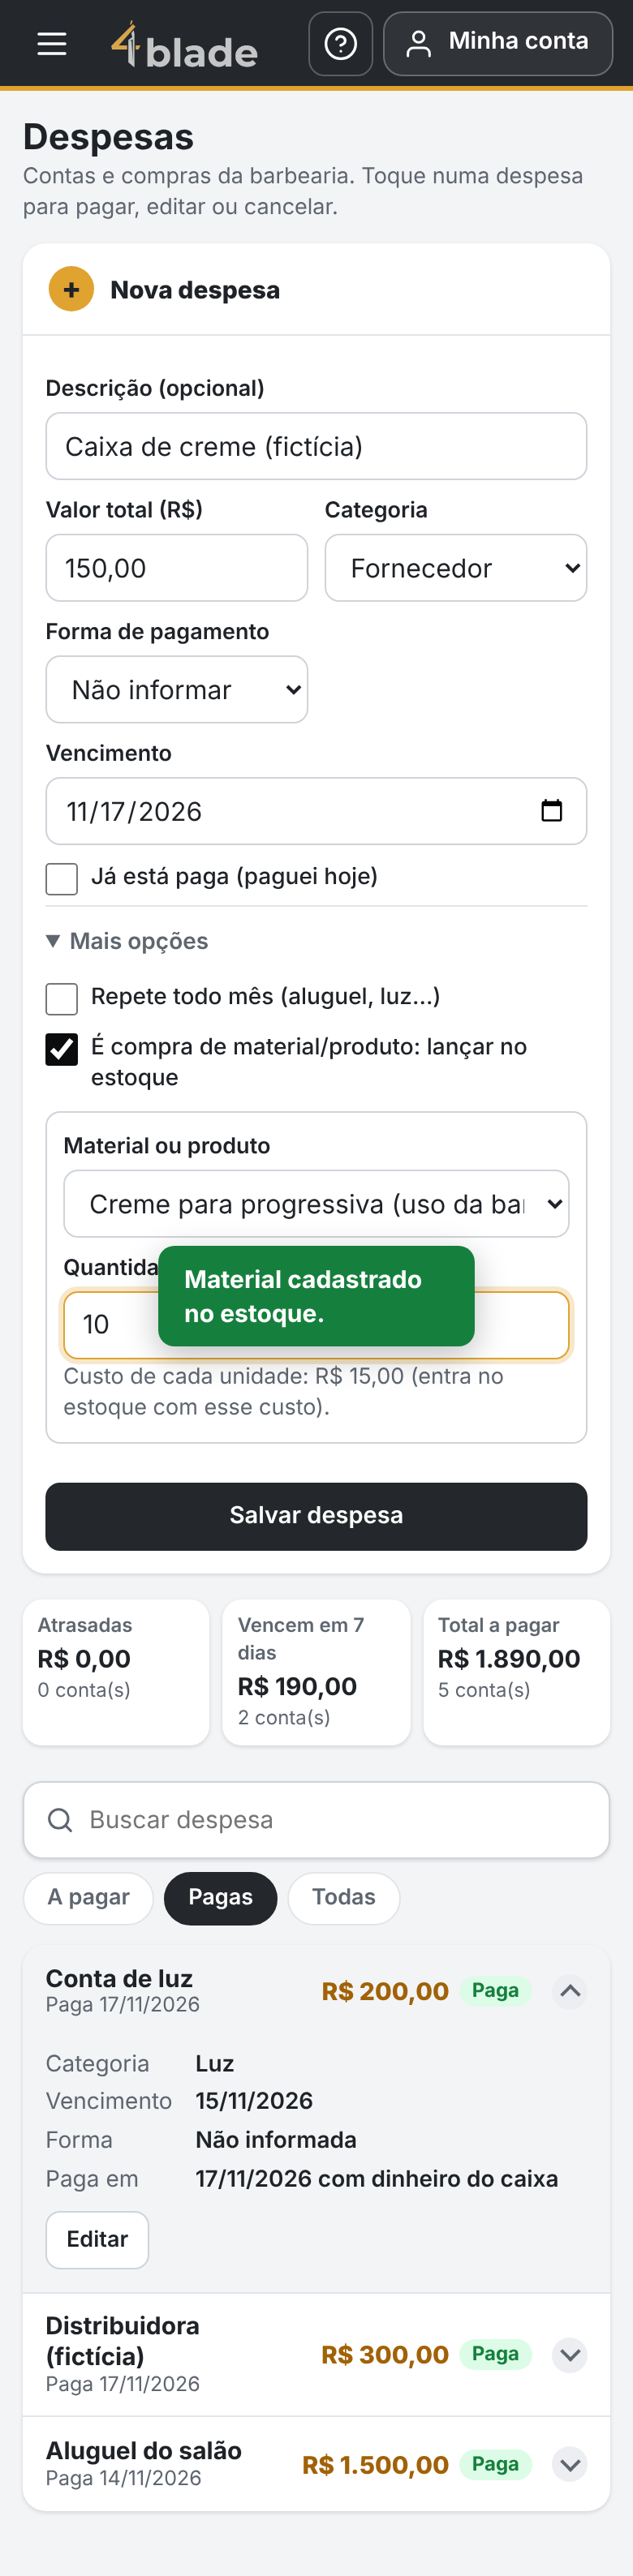 4blade
Minha conta
Despesas
Contas e compras da barbearia. Toque numa despesa
para pagar, editar ou cancelar.
+ Nova despesa
Descrição (opcional)
Caixa de creme (fictícia)
Valor total (R$) Categoria
150,00 Fornecedor
Forma de pagamento
Não informar
Vencimento
11/17/2026
Já está paga (paguei hoje)
▼ Mais opções
Repete todo mês (aluguel, luz...)
É compra de material/produto: lançar no
estoque
Material ou produto
Creme para progressiva (uso da
Material cadastrado
no estoque.
10
Custo de cada unidade: R$ 15,00 (entra no
estoque com esse custo).
Salvar despesa
Atrasadas
R$ 0,00
0 conta(s)
Vencem em 7
dias
R$ 190,00
2 conta(s)
Total a pagar
R$ 1.890,00
5 conta(s)
Buscar despesa
A pagar Pagas Todas
Conta de luz
Paga 17/11/2026
R$ 200,00 Paga
Categoria Luz
Vencimento 15/11/2026
Forma Não informada
Paga em 17/11/2026 com dinheiro do caixa
Editar
Distribuidora
(fictícia)
Paga 17/11/2026
R$ 300,00 Paga
Aluguel do salão
Paga 14/11/2026
R$ 1.500,00 Paga